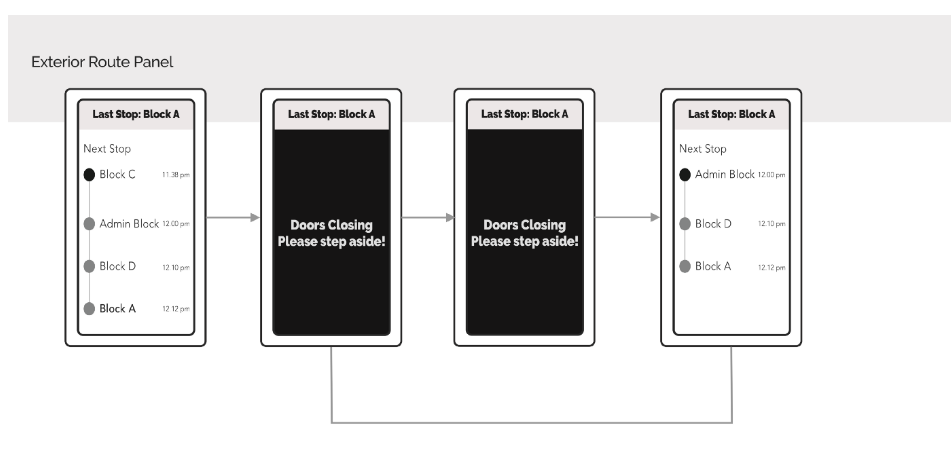 Exterior Route Panel
Last Stop: Block A
Next Stop
Block C 11.38 pm
Admin Block 12.00 pm
Block D 12.10 pm
Block A 12.12 pm
Last Stop: Block A
Doors Closing
Please step aside!
Last Stop: Block A
Doors Closing
Please step aside!
Last Stop: Block A
Next Stop
Admin Block 12.00 pm
Block D 12.10 pm
Block A 12.12 pm